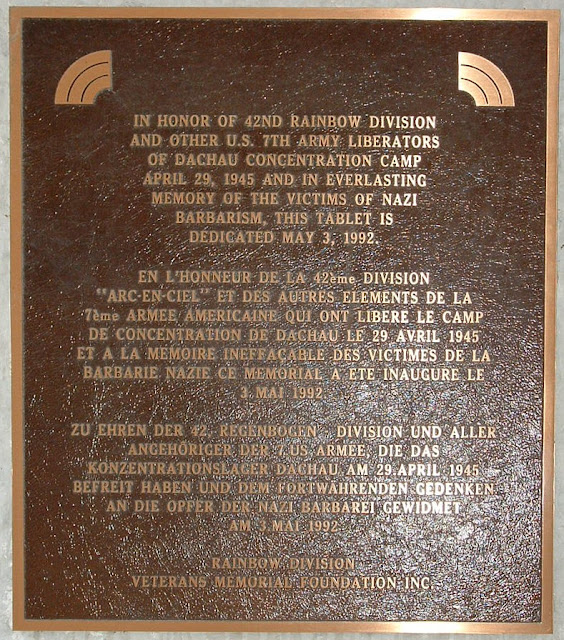 IN HONOR OF 42ND RAINBOW DIVISION
AND OTHER U.S. 7TH ARMY LIBERATORS
OF DACHAU CONCENTRATION CAMP
APRIL 29, 1945 AND IN EVERLASTING
MEMORY OF THE VICTIMS OF NAZI
BARBARISM, THIS TABLET IS
DEDICATED MAY 3, 1992.
EN L'HONNEUR DE LA 42ème DIVISION
"ARC-EN-CIEL" ET DES AUTRES ELEMENTS DE LA
7ème ARMEE AMERICAINE QUI ONT LIBERE LE CAMP
DE CONCENTRATION DE DACHAU LE 29 AVRIL 1945
ET A LA MEMOIRE INEFFAÇABLE DES VICTIMES DE LA
BARBARIE NAZIE CE MEMORIAL A ETE INAUGURE LE
3. MAI 1992
ZU EHREN DER 42. REGENBOGEN DIVISION UND ALLER
ANGEHÖRIGER DER 7.US ARMEE, DIE DAS
KONZENTRATIONSLAGER DACHAU AM 29.APRIL 1945
BEFREIT HABEN UND DEM FORTWÄHRENDEN GEDENKEN
AN DIE OPFER DER NAZI BARBAREI GEWIDMET
AM 3.MAI 1992
RAINBOW DIVISION
VETERANS MEMORIAL FOUNDATION INC.